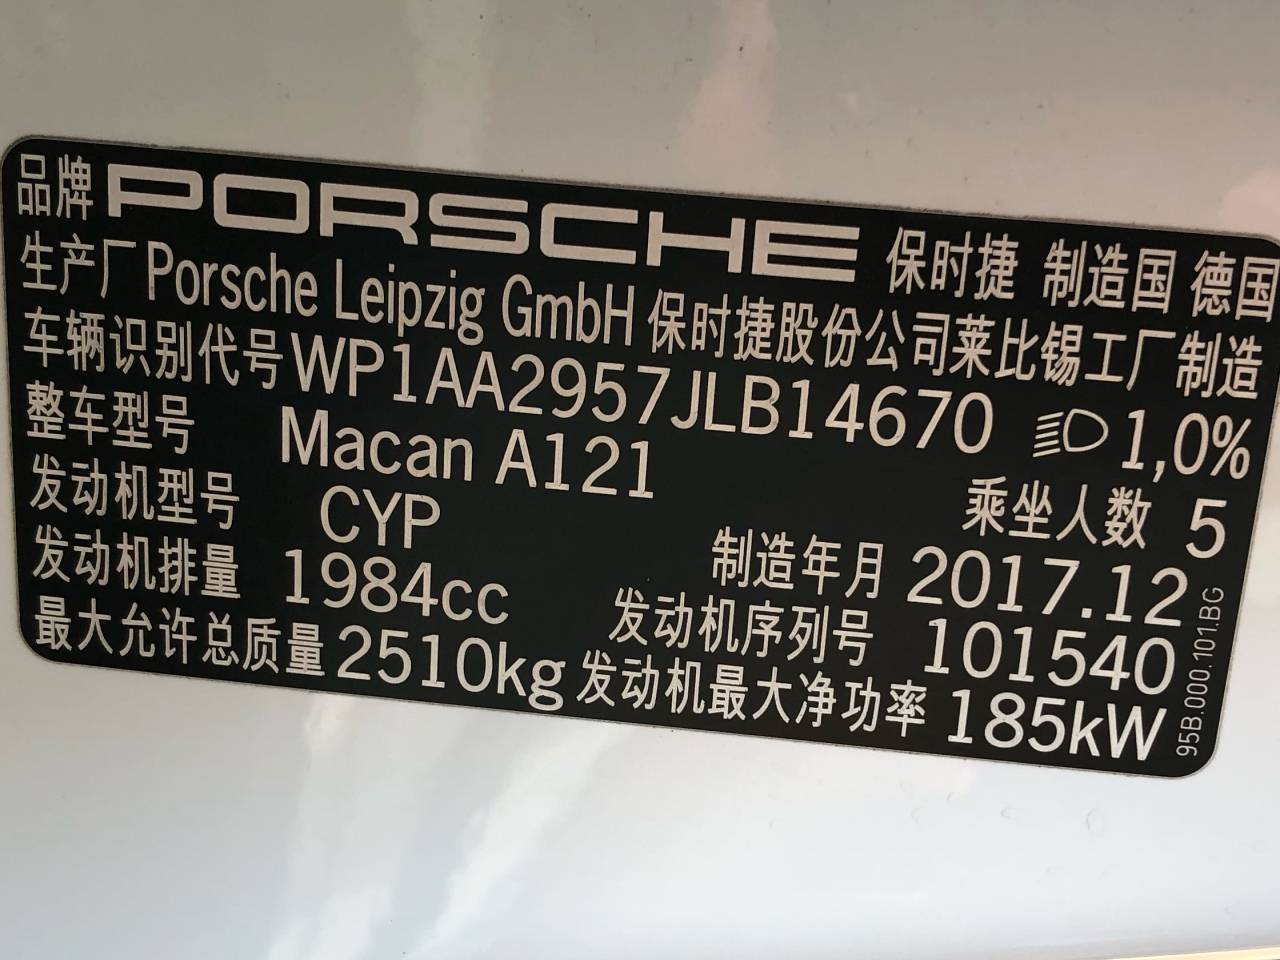 品牌 PORSCHE 保时捷 制造国 德国
生产厂 Porsche Leipzig GmbH 保时捷股份公司莱比锡工厂 制造
车辆识别代号 WP1AA2957JLB14670 1,0%
整车型号 Macan A121 乘坐人数 5
发动机型号 CYP 制造年月 2017.12
发动机排量 1984cc 发动机序列号 101540
最大允许总质量 2510kg 发动机最大净功率 185kW
95B.000.101.BG